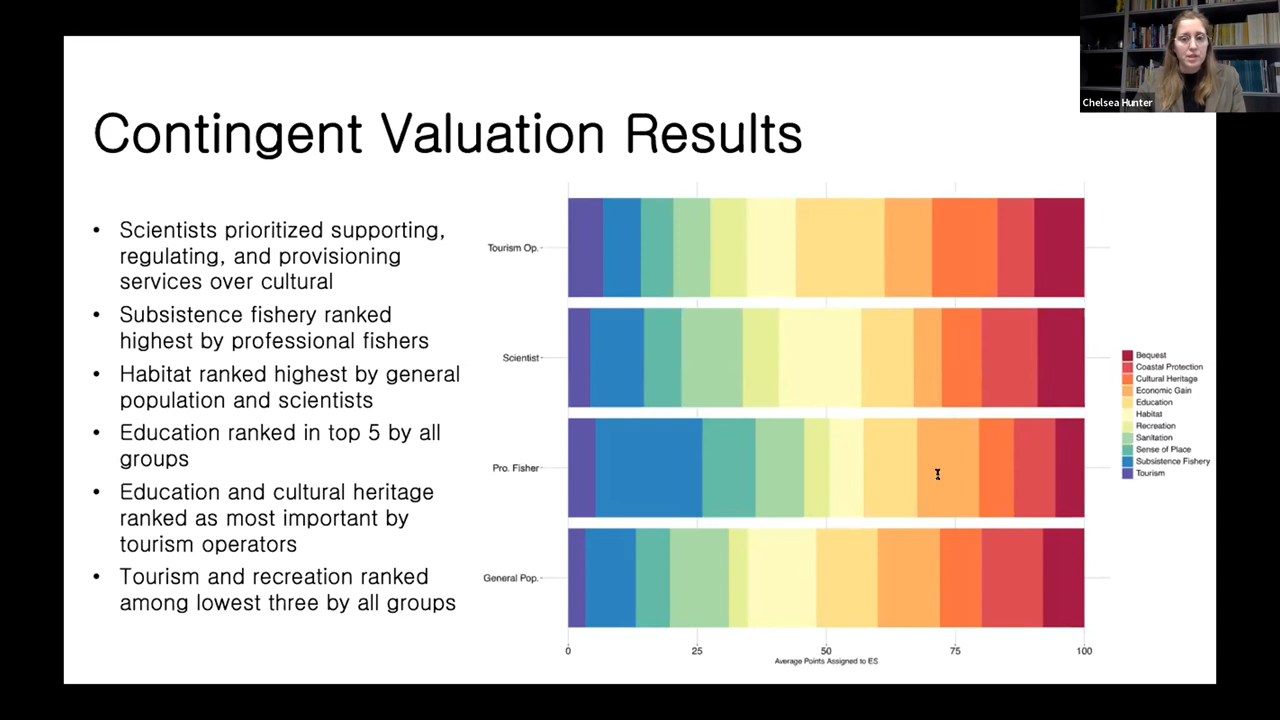 Chelsea Hunter
Contingent Valuation Results
• Scientists prioritized supporting,
regulating, and provisioning
services over cultural
• Subsistence fishery ranked
highest by professional fishers
• Habitat ranked highest by general
population and scientists
• Education ranked in top 5 by all
groups
• Education and cultural heritage
ranked as most important by
tourism operators
• Tourism and recreation ranked
among lowest three by all groups
Tourism Op.
Scientist
Pro. Fisher
General Pop.
0 25 50 75 100
Average Points Assigned to ES
Bequest
Coastal Protection
Cultural Heritage
Economic Gain
Education
Habitat
Recreation
Sanitation
Sense of Place
Subsistence Fishery
Tourism